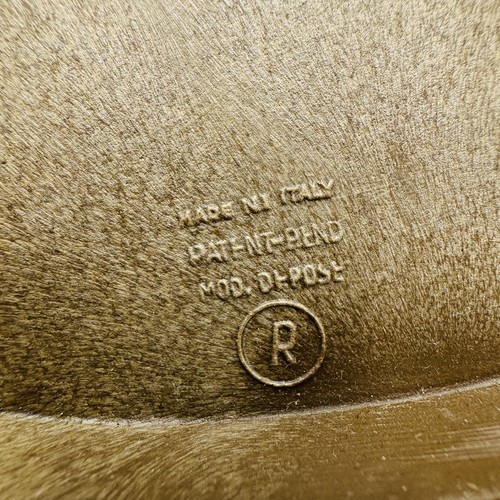 MADE IN ITALY
PATENT-PEND
MOD. DEPOSE
R